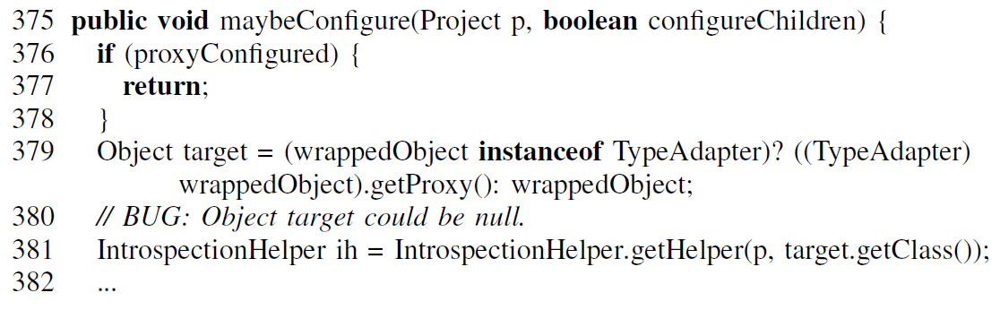 375 public void maybeConfigure(Project p, boolean configureChildren) {
376 if (proxyConfigured) {
377 return;
378 }
379 Object target = (wrappedObject instanceof TypeAdapter)? ((TypeAdapter)
wrappedObject).getProxy(): wrappedObject;
380 // BUG: Object target could be null.
381 IntrospectionHelper ih = IntrospectionHelper.getHelper(p, target.getClass());
382 ...